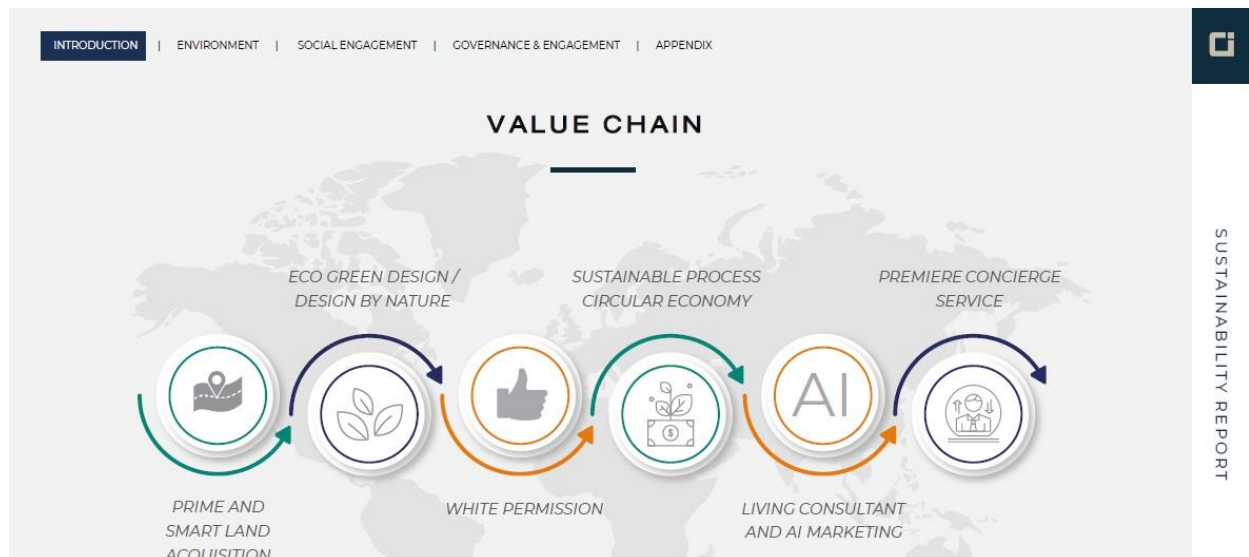 INTRODUCTION | ENVIRONMENT | SOCIAL ENGAGEMENT | GOVERNANCE & ENGAGEMENT | APPENDIX
VALUE CHAIN
ECO GREEN DESIGN /
DESIGN BY NATURE
SUSTAINABLE PROCESS
CIRCULAR ECONOMY
PREMIERE CONCIERGE
SERVICE
$
AI
PRIME AND
SMART LAND
ACQUISITION
WHITE PERMISSION
LIVING CONSULTANT
AND AI MARKETING
SUSTAINABILITY REPORT